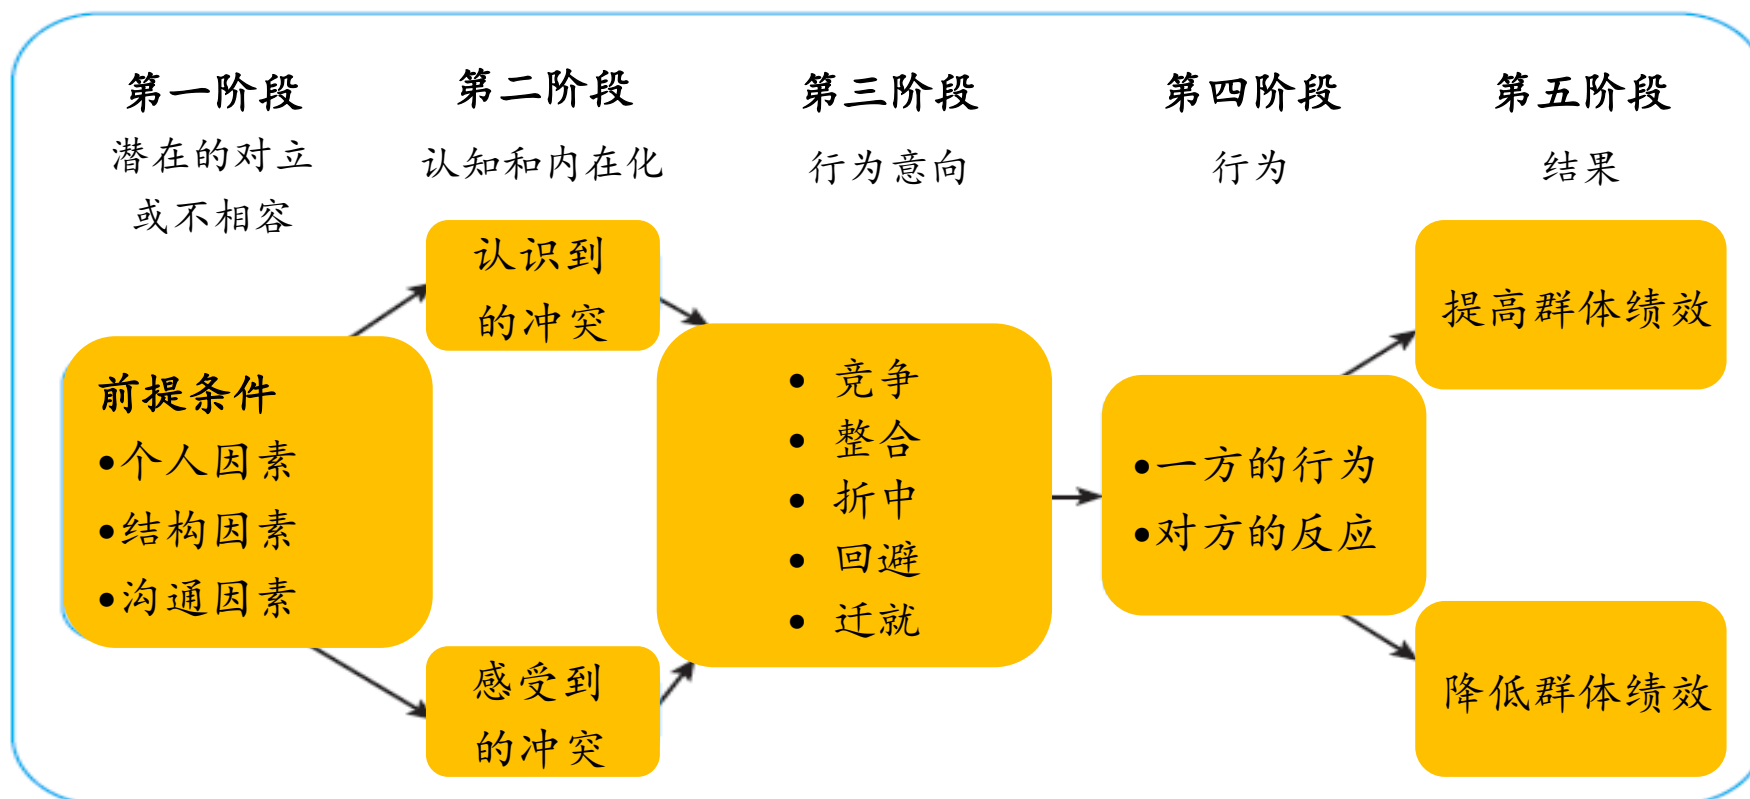 第一阶段
潜在的对立
或不相容
第二阶段
认知和内在化
第三阶段
行为意向
第四阶段
行为
第五阶段
结果
前提条件
•个人因素
•结构因素
•沟通因素
认识到
的冲突
感受到
的冲突
• 竞争
• 整合
• 折中
• 回避
• 迁就
•一方的行为
•对方的反应
提高群体绩效
降低群体绩效